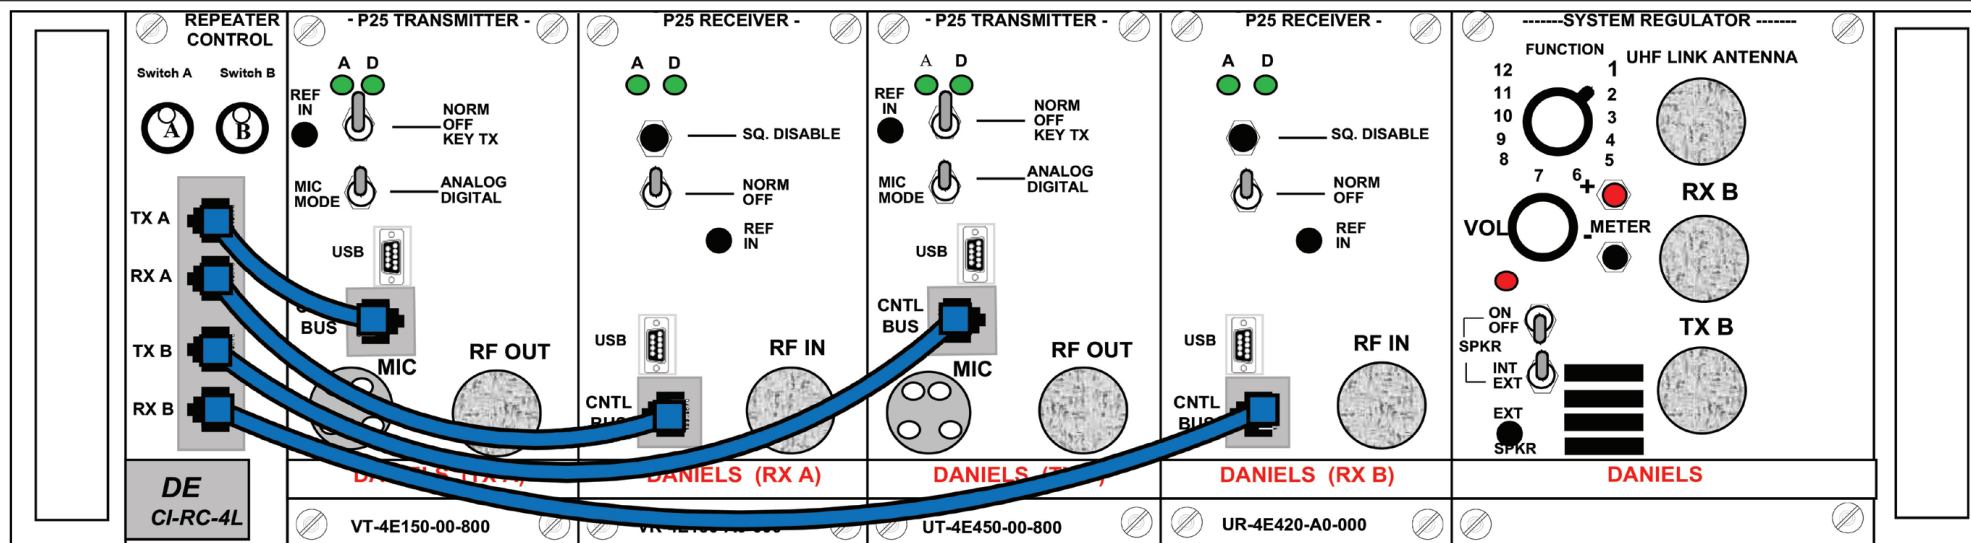 REPEATER
CONTROL
Switch A
Switch B
A
B
TX A
RX A
TX B
RX B
DE
CI-RC-4L
- P25 TRANSMITTER -
A D
REF
IN
NORM
OFF
KEY TX
MIC
MODE
ANALOG
DIGITAL
USB
BUS
MIC
RF OUT
VT-4E150-00-800
P25 RECEIVER -
A D
SQ. DISABLE
NORM
OFF
REF
IN
USB
CNTL
RF IN
DANIELS (RX A)
- P25 TRANSMITTER -
A D
REF
IN
NORM
OFF
KEY TX
MIC
MODE
ANALOG
DIGITAL
USB
CNTL
BUS
MIC
RF OUT
DANIELS
UT-4E450-00-800
P25 RECEIVER -
A D
SQ. DISABLE
NORM
OFF
REF
IN
USB
CNTL
RF IN
DANIELS (RX B)
UR-4E420-A0-000
-------SYSTEM REGULATOR -------
FUNCTION
12
11
10
9
8
7
6
5
4
3
2
1
UHF LINK ANTENNA
RX B
TX B
+
- METER
VOL
ON
OFF
SPKR
INT
EXT
EXT
SPKR
DANIELS